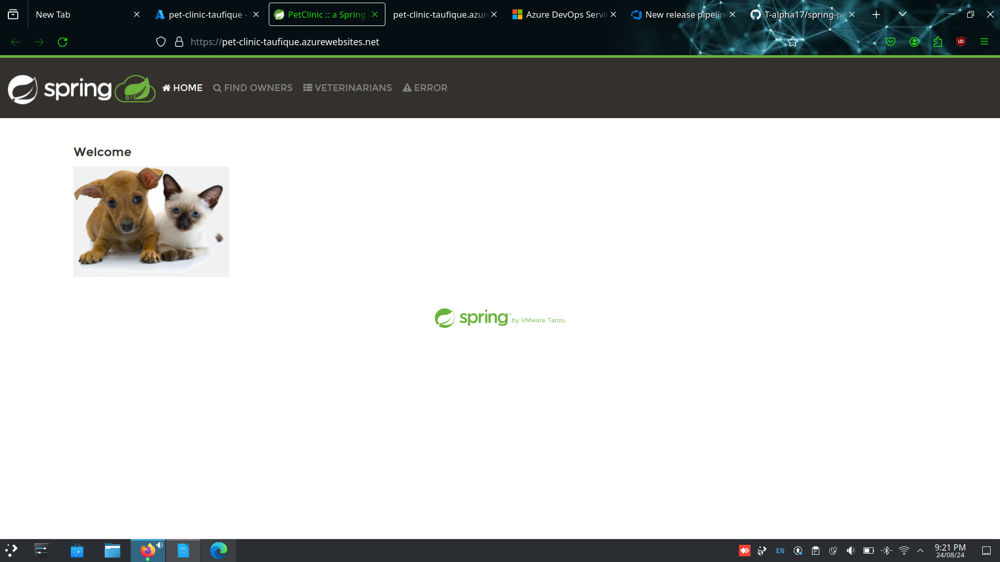 New Tab
pet-clinic-taufique -
PetClinic :: a Spring
pet-clinic-taufique.azure
Azure DevOps Servic
New release pipeline
T-alpha17/spring-pe
https://pet-clinic-taufique.azurewebsites.net
spring
HOME
FIND OWNERS
VETERINARIANS
ERROR
Welcome
spring by VMware Tanzu
EN
9:21 PM
24/08/24